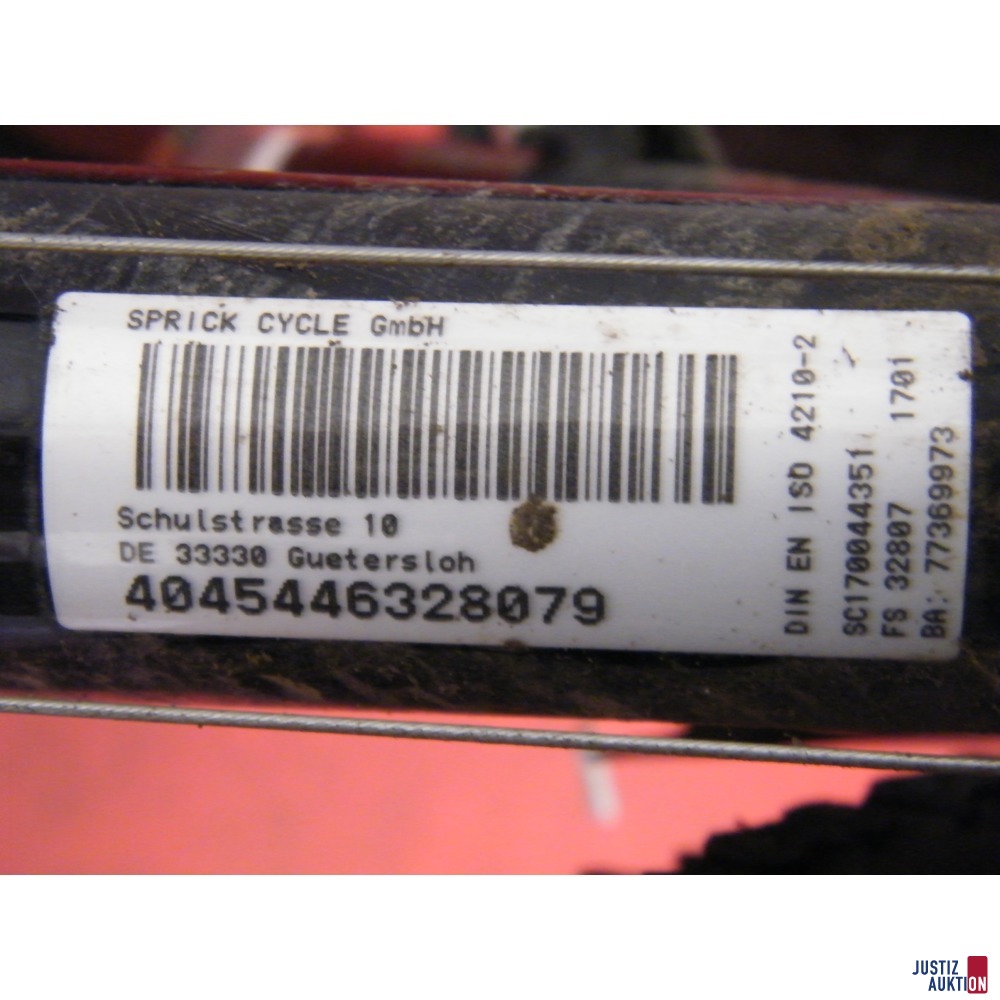 SPRICK CYCLE GmbH
Schulstrasse 10
DE 33330 Guetersloh
4045446328079
DIN EN ISO 4210-2
SC1700444351
FS 32807 1701
BA: 77369973
JUSTIZ
AUKTION